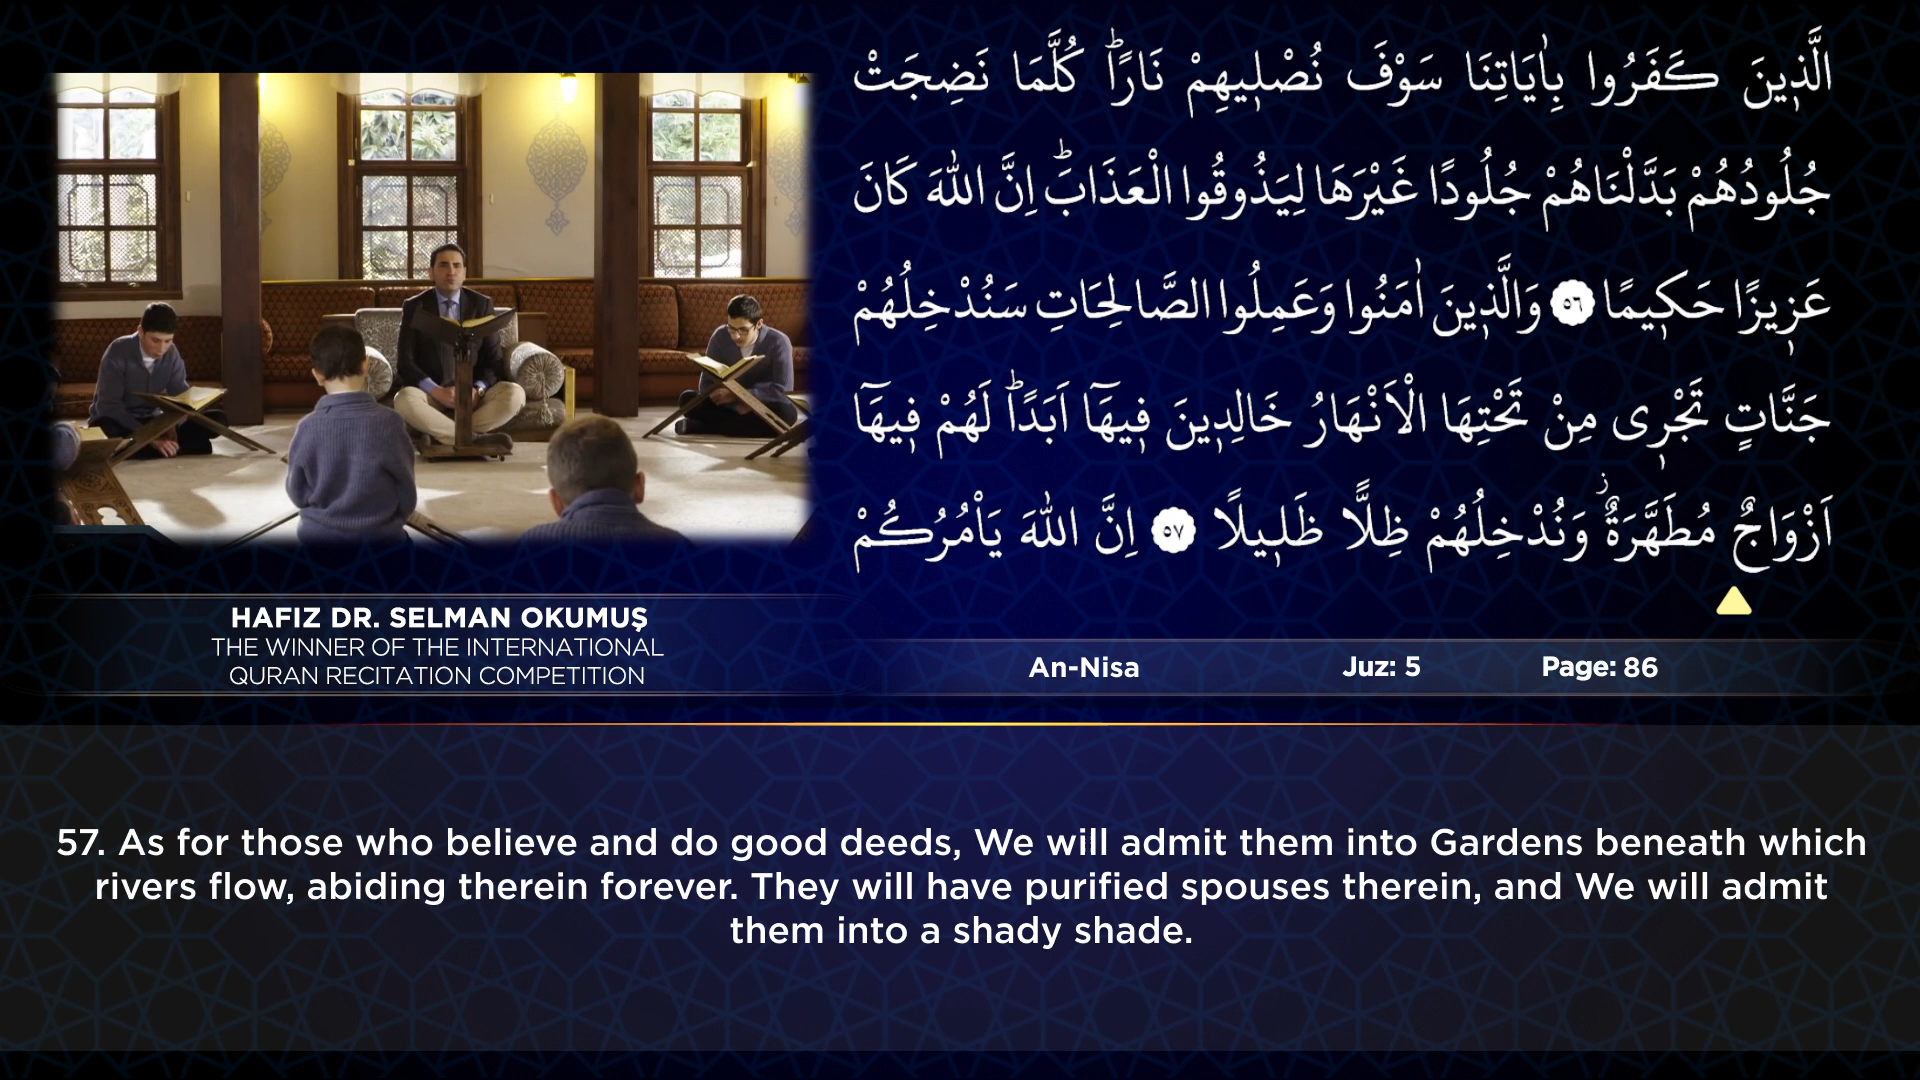 الَّذ۪ينَ كَفَرُوا بِاٰيَاتِنَا سَوْفَ نُصْل۪يهِمْ نَارًاۜ كُلَّمَا نَضِجَتْ
جُلُودُهُمْ بَدَّلْنَاهُمْ جُلُودًا غَيْرَهَا لِيَذُوقُوا الْعَذَابَۜ اِنَّ اللّٰهَ كَانَ
عَز۪يزًا حَك۪يمًا ٥٦ وَالَّذ۪ينَ اٰمَنُوا وَعَمِلُوا الصَّالِحَاتِ سَنُدْخِلُهُمْ
جَنَّاتٍ تَجْر۪ى مِنْ تَحْتِهَا الْاَنْهَارُ خَالِد۪ينَ ف۪يهَٓا اَبَدًاۜ لَهُمْ ف۪يهَٓا
اَزْوَاجٌ مُطَهَّرَةٌۘ وَنُدْخِلُهُمْ ظِلًّا ظَل۪يلًا ٥٧ اِنَّ اللّٰهَ يَاْمُرُكُمْ
HAFIZ DR. SELMAN OKUMUŞ
THE WINNER OF THE INTERNATIONAL
QURAN RECITATION COMPETITION
An-Nisa Juz: 5 Page: 86
57. As for those who believe and do good deeds, We will admit them into Gardens beneath which
rivers flow, abiding therein forever. They will have purified spouses therein, and We will admit
them into a shady shade.